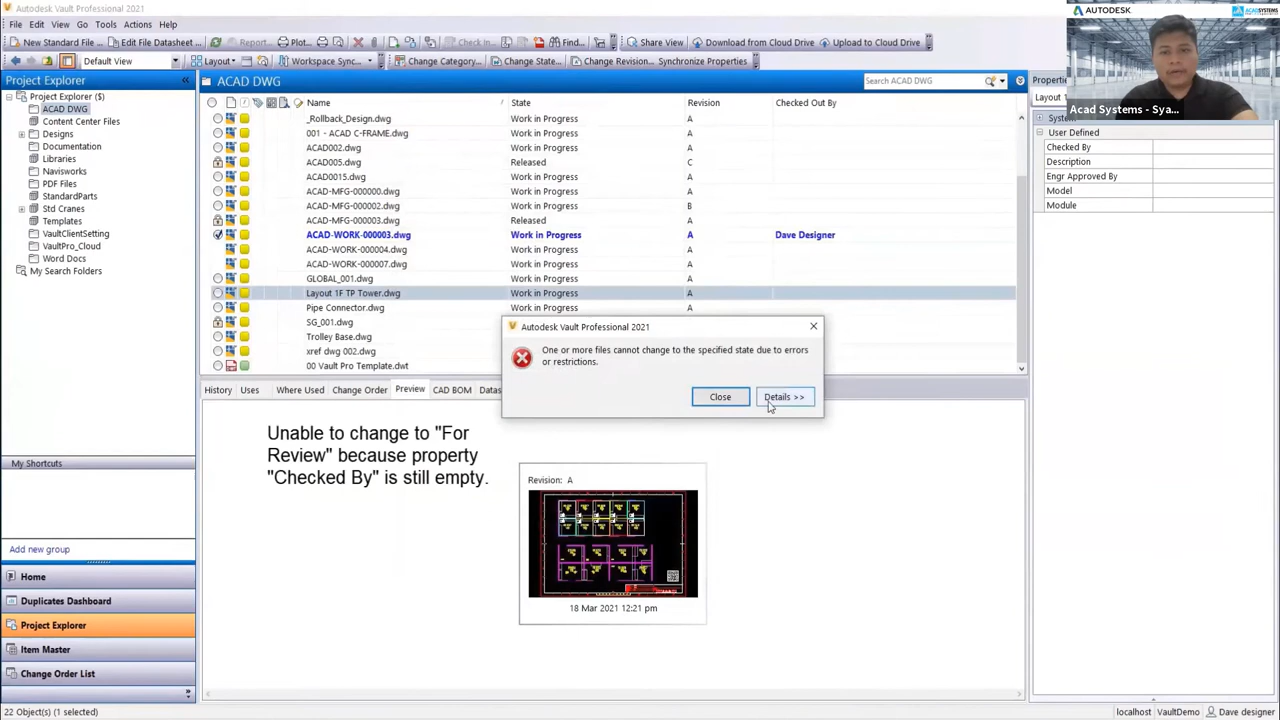 Autodesk Vault Professional 2021
AUTODESK
ACADSYSTEMS
File Edit View Go Tools Actions Help
New Standard File... Edit File Datasheet... Report... Plot... Check In... Find... Share View Download from Cloud Drive Upload to Cloud Drive
Default View Layout Workspace Sync... Change Category... Change State... Change Revision... Synchronize Properties
Acad Systems - Sya...
Project Explorer
ACAD DWG
Search ACAD DWG
Project Explorer ($)
ACAD DWG
Content Center Files
Designs
Documentation
Libraries
Navisworks
PDF Files
StandardParts
Std Cranes
Templates
VaultClientSetting
VaultPro_Cloud
Word Docs
My Search Folders
Name State Revision Checked Out By
_Rollback_Design.dwg Work in Progress A
001 - ACAD C-FRAME.dwg Work in Progress A
ACAD002.dwg Work in Progress A
ACAD005.dwg Released C
ACAD0015.dwg Work in Progress A
ACAD-MFG-000000.dwg Work in Progress A
ACAD-MFG-000002.dwg Work in Progress B
ACAD-MFG-000003.dwg Released A
ACAD-WORK-000003.dwg Work in Progress A Dave Designer
ACAD-WORK-000004.dwg Work in Progress A
ACAD-WORK-000007.dwg Work in Progress A
GLOBAL_001.dwg Work in Progress A
Layout 1F TP Tower.dwg Work in Progress A
Pipe Connector.dwg Work in Progress A
SG_001.dwg
Trolley Base.dwg
xref dwg 002.dwg
00 Vault Pro Template.dwt
Properti
Layout 1
Syste
User Defined
Checked By
Description
Engr Approved By
Model
Module
Autodesk Vault Professional 2021
One or more files cannot change to the specified state due to errors
or restrictions.
Close Details >>
History Uses Where Used Change Order Preview CAD BOM Datas
Unable to change to "For
Review" because property
"Checked By" is still empty.
Revision: A
18 Mar 2021 12:21 pm
My Shortcuts
Add new group
Home
Duplicates Dashboard
Project Explorer
Item Master
Change Order List
22 Object(s) (1 selected)
localhost VaultDemo Dave designer